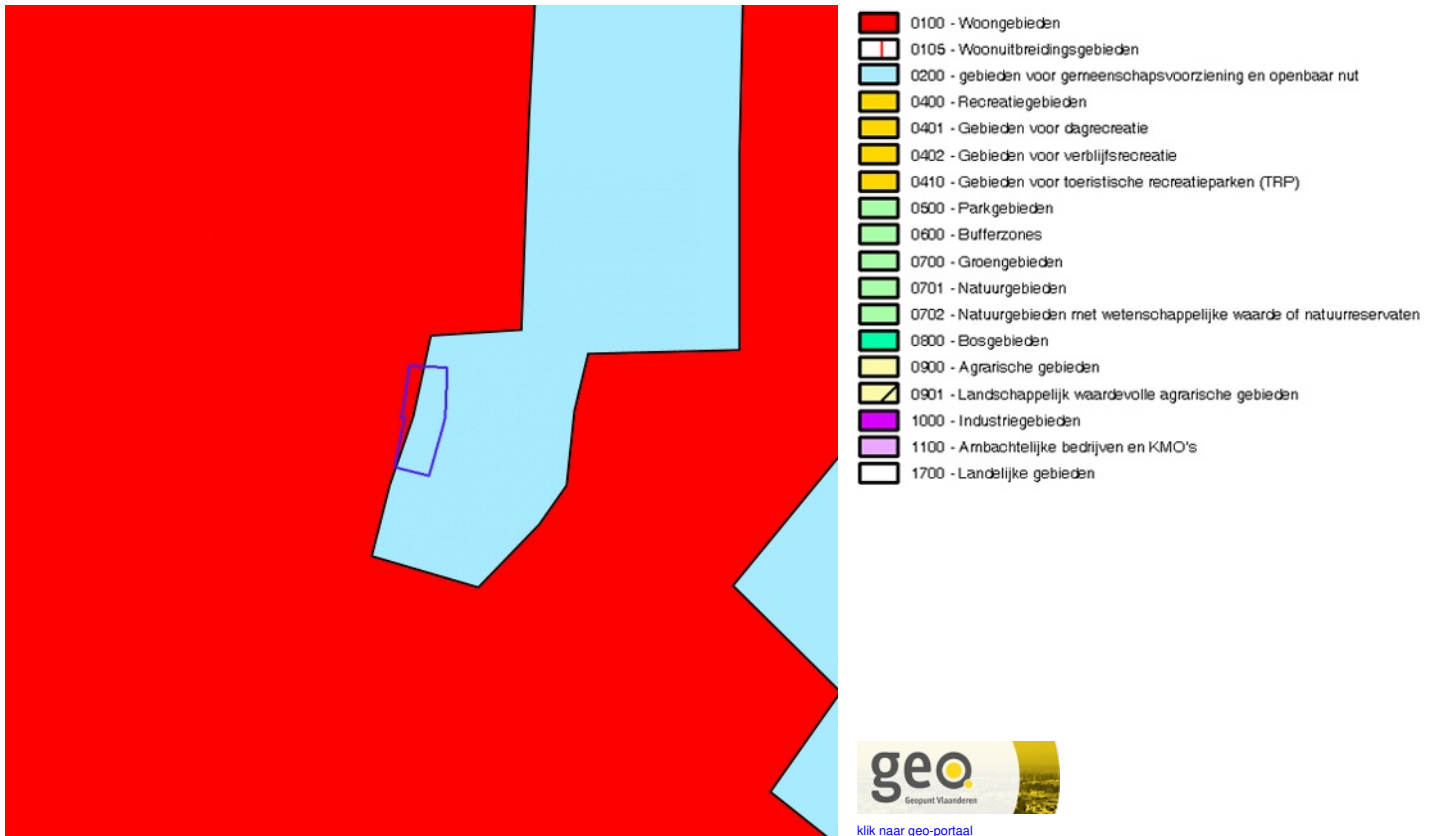 0100 - Woongebieden
0105 - Woonuitbreidingsgebieden
0200 - gebieden voor gemeenschapsvoorziening en openbaar nut
0400 - Recreatiegebieden
0401 - Gebieden voor dagrecreatie
0402 - Gebieden voor verblijfsrecreatie
0410 - Gebieden voor toeristische recreatieparken (TRP)
0500 - Parkgebieden
0600 - Bufferzones
0700 - Groengebieden
0701 - Natuurgebieden
0702 - Natuurgebieden met wetenschappelijke waarde of natuurreservaten
0800 - Bosgebieden
0900 - Agrarische gebieden
0901 - Landschappelijk waardevolle agrarische gebieden
1000 - Industriegebieden
1100 - Ambachtelijke bedrijven en KMO's
1700 - Landelijke gebieden
geo.
Geopunt Vlaanderen
klik naar geo-portaal